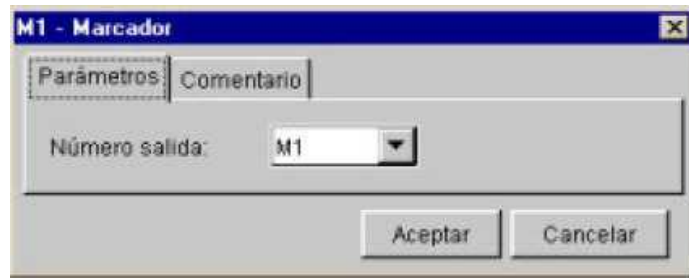 M1 - Marcador
Parámetros Comentario
Número salida: M1
Aceptar Cancelar